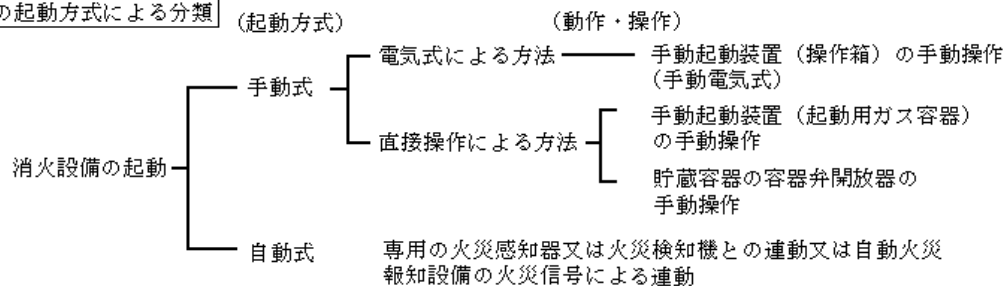 の起動方式による分類
（起動方式）
（動作・操作）
電気式による方法
手動起動装置（操作箱）の手動操作
（手動電気式）
手動式
手動起動装置（起動用ガス容器）
の手動操作
直接操作による方法
消火設備の起動
貯蔵容器の容器弁開放器の
手動操作
自動式
専用の火災感知器又は火災検知機との連動又は自動火災
報知設備の火災信号による連動